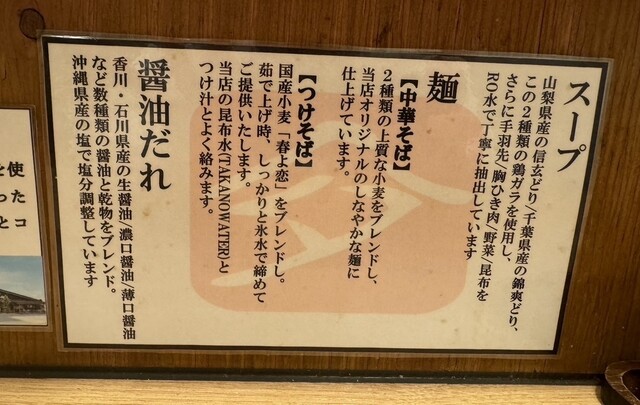 スープ
山梨県産の信玄どり/千葉県産の錦爽どり、
この2種類の鶏ガラを使用し、
さらに手羽先/胸ひき肉/野菜/昆布を
RO水で丁寧に抽出しています
麺
【中華そば】
2種類の上質な小麦をブレンドし、
当店オリジナルのしなやかな麺に
仕上げています。
【つけそば】
国産小麦「春よ恋」をブレンドし。
茹で上げ時、しっかりと氷水で締めて
ご提供いたします。
当店の昆布水(TAKANOWATER)と
つけ汁とよく絡みます。
醤油だれ
香川・石川県産の生醤油/濃口醤油/薄口醤油
など数種類の醤油と乾物をブレンド。
沖縄県産の塩で塩分調整しています
を使
った
とコ